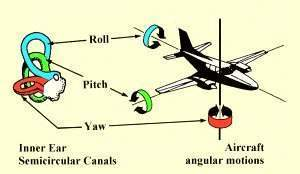 Roll
Pitch
Yaw
Inner Ear
Semicircular Canals
Aircraft
angular motions